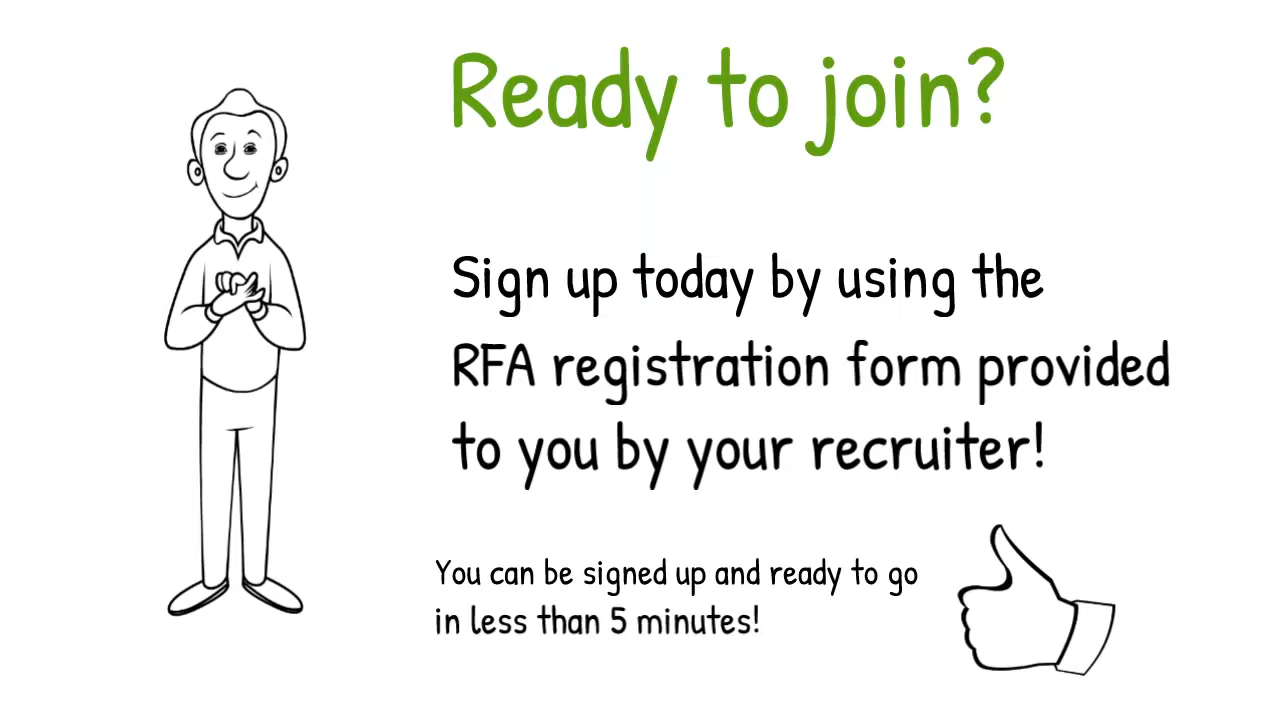 Ready to join?
Sign up today by using the
RFA registration form provided
to you by your recruiter!
You can be signed up and ready to go
in less than 5 minutes!